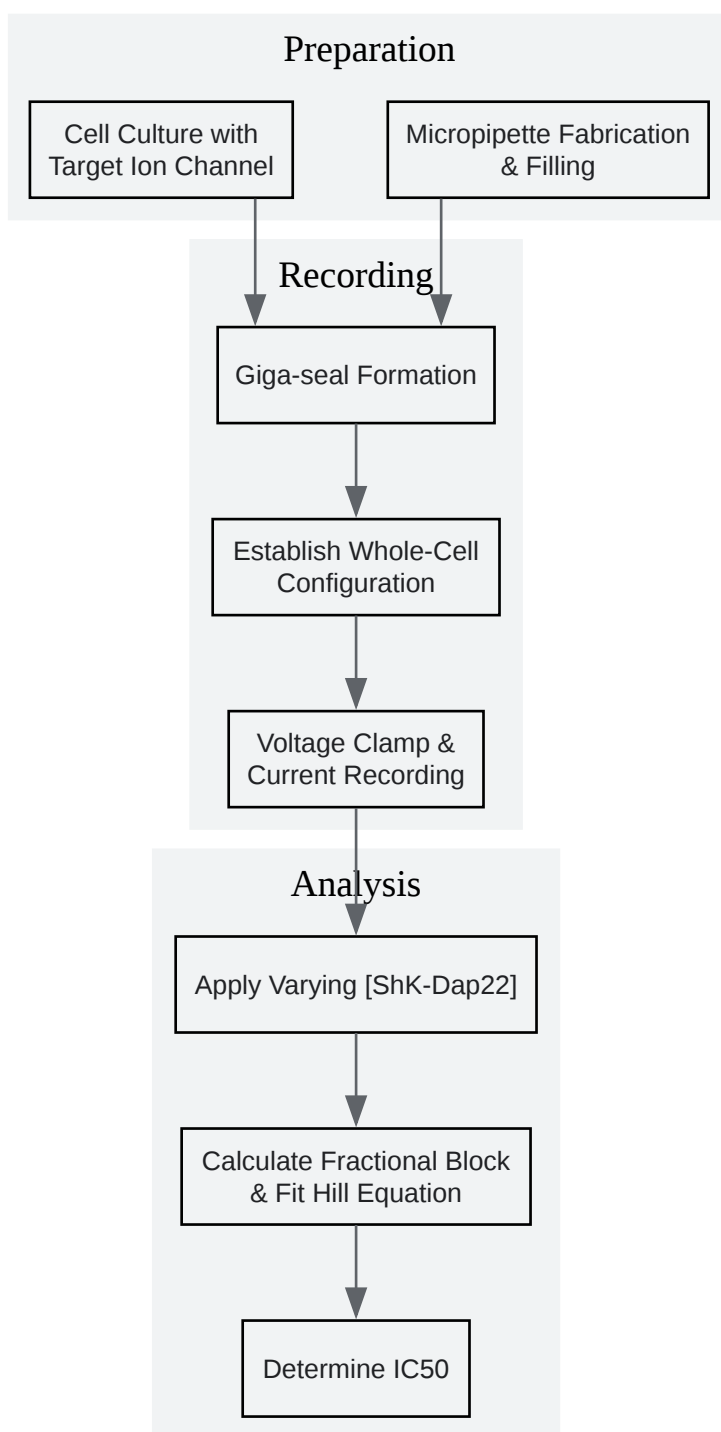 Preparation
Cell Culture with
Target Ion Channel
Micropipette Fabrication
& Filling
Recording
Giga-seal Formation
Establish Whole-Cell
Configuration
Voltage Clamp &
Current Recording
Analysis
Apply Varying [ShK-Dap22]
Calculate Fractional Block
& Fit Hill Equation
Determine IC50